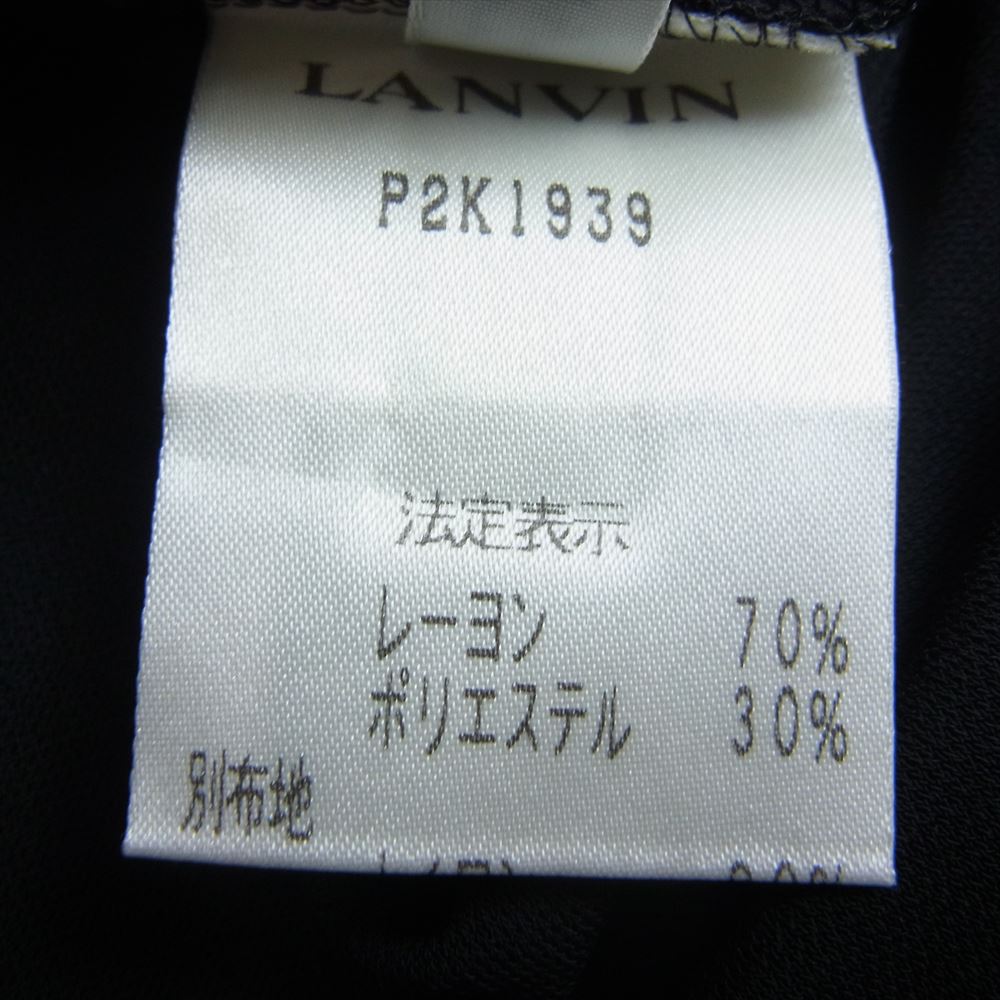 LANVIN
P2K1939
法定表示
レーヨン 70%
ポリエステル 30%
別布地